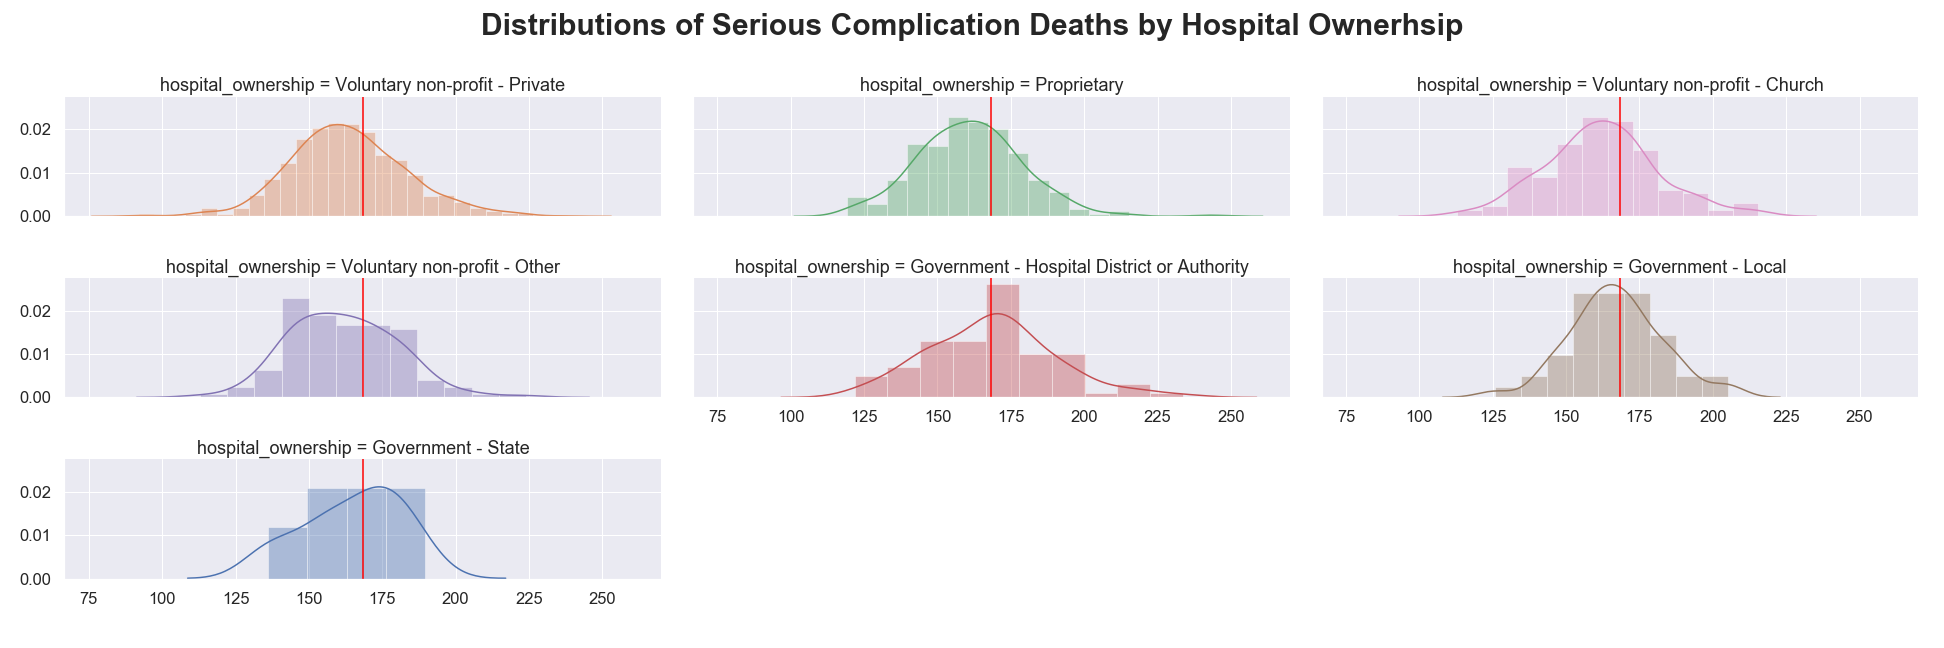 Distributions of Serious Complication Deaths by Hospital Ownerhsip
hospital_ownership = Voluntary non-profit - Private
hospital_ownership = Proprietary
hospital_ownership = Voluntary non-profit - Church
0.02
0.01
0.00
hospital_ownership = Voluntary non-profit - Other
hospital_ownership = Government - Hospital District or Authority
hospital_ownership = Government - Local
0.02
0.01
0.00
75 100 125 150 175 200 225 250
75 100 125 150 175 200 225 250
hospital_ownership = Government - State
0.02
0.01
0.00
75 100 125 150 175 200 225 250